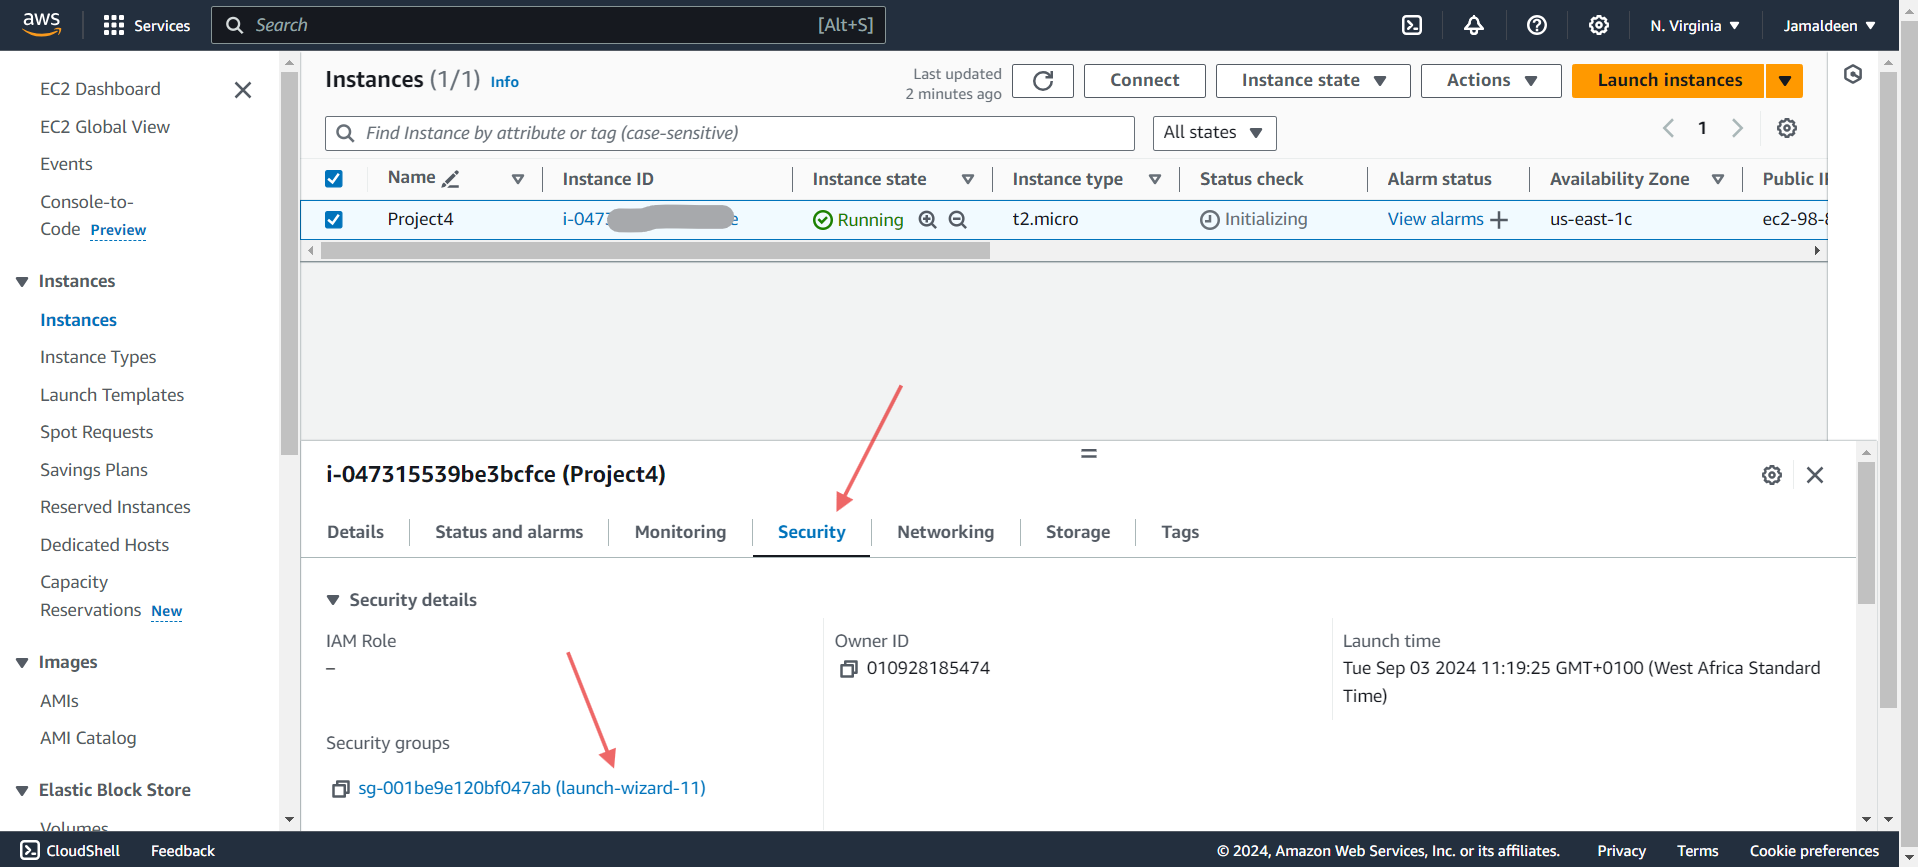 aws
Services
Search
[Alt+S]
N. Virginia
Jamaldeen
EC2 Dashboard
EC2 Global View
Events
Console-to-
Code Preview
Instances
Instances
Instance Types
Launch Templates
Spot Requests
Savings Plans
Reserved Instances
Dedicated Hosts
Capacity
Reservations New
Images
AMIs
AMI Catalog
Elastic Block Store
Volumes
Instances (1/1) Info
Last updated
2 minutes ago
Connect
Instance state
Actions
Launch instances
Find Instance by attribute or tag (case-sensitive)
All states
1
Name Instance ID Instance state Instance type Status check Alarm status Availability Zone Public I
Project4 i-047 e Running t2.micro Initializing View alarms us-east-1c ec2-98-8
i-047315539be3bcfce (Project4)
Details Status and alarms Monitoring Security Networking Storage Tags
Security details
IAM Role
–
Owner ID
010928185474
Launch time
Tue Sep 03 2024 11:19:25 GMT+0100 (West Africa Standard
Time)
Security groups
sg-001be9e120bf047ab (launch-wizard-11)
CloudShell
Feedback
© 2024, Amazon Web Services, Inc. or its affiliates.
Privacy
Terms
Cookie preferences